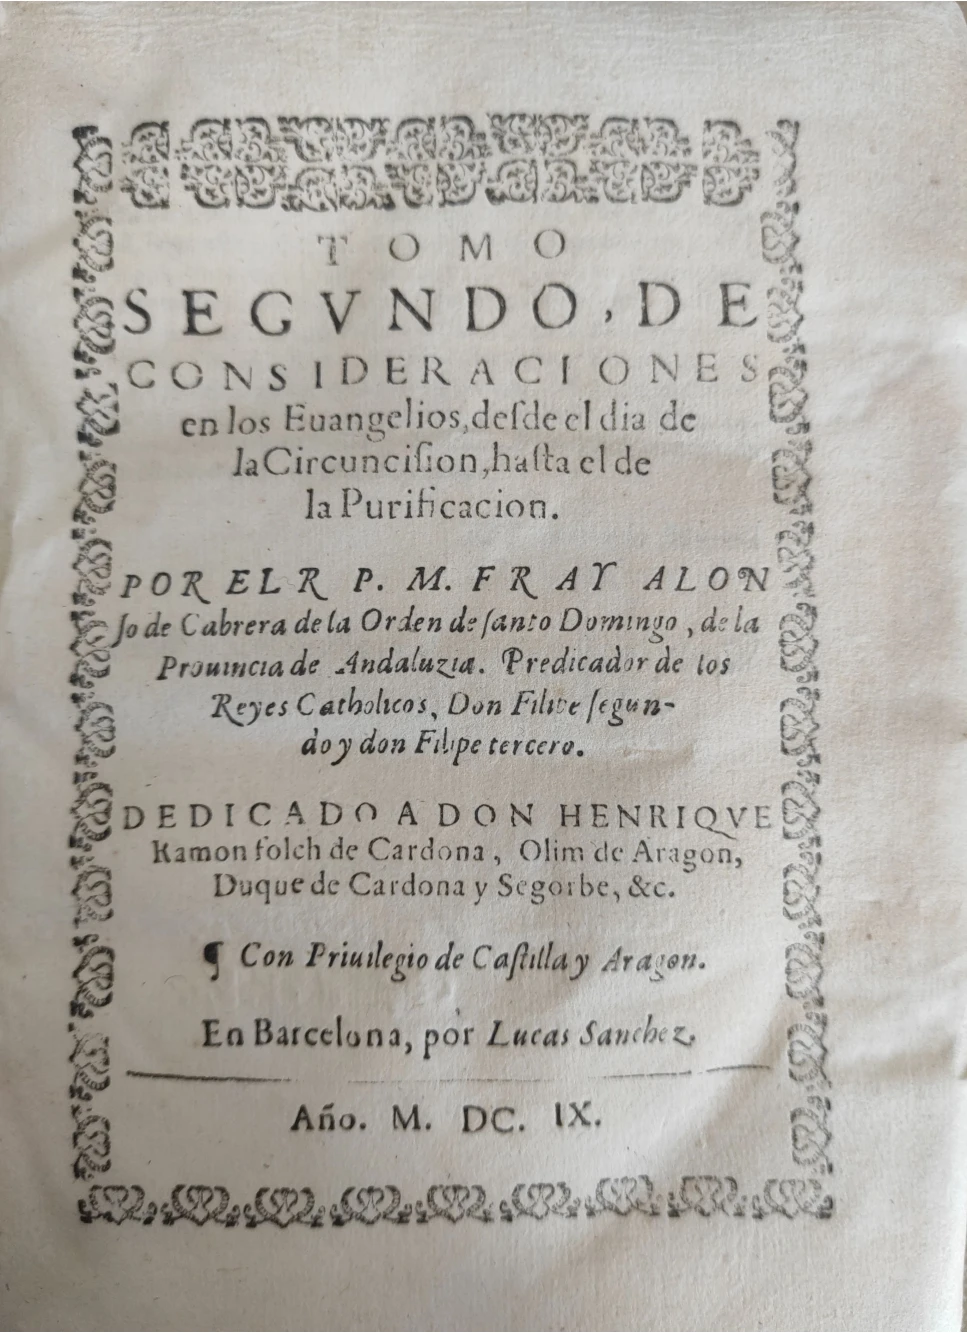 TOMO
SEGVNDO, DE
CONSIDERACIONES
en los Euangelios, deſde el dia de
la Circunciſion, haſta el de
la Purificacion.
POR EL R P. M. FRAY ALON
ſo de Cabrera de la Orden de ſanto Domingo, de la
Prouincia de Andaluzia. Predicador de los
Reyes Catholicos, Don Filipe ſegun-
do y don Filipe tercero.
DEDICADO A DON HENRIQVE
Ramon folch de Cardona, Olim de Aragon,
Duque de Cardona y Segorbe, &c.
¶ Con Priuilegio de Caſtilla y Aragon.
En Barcelona, por Lucas Sanchez.
Año. M. DC. IX.